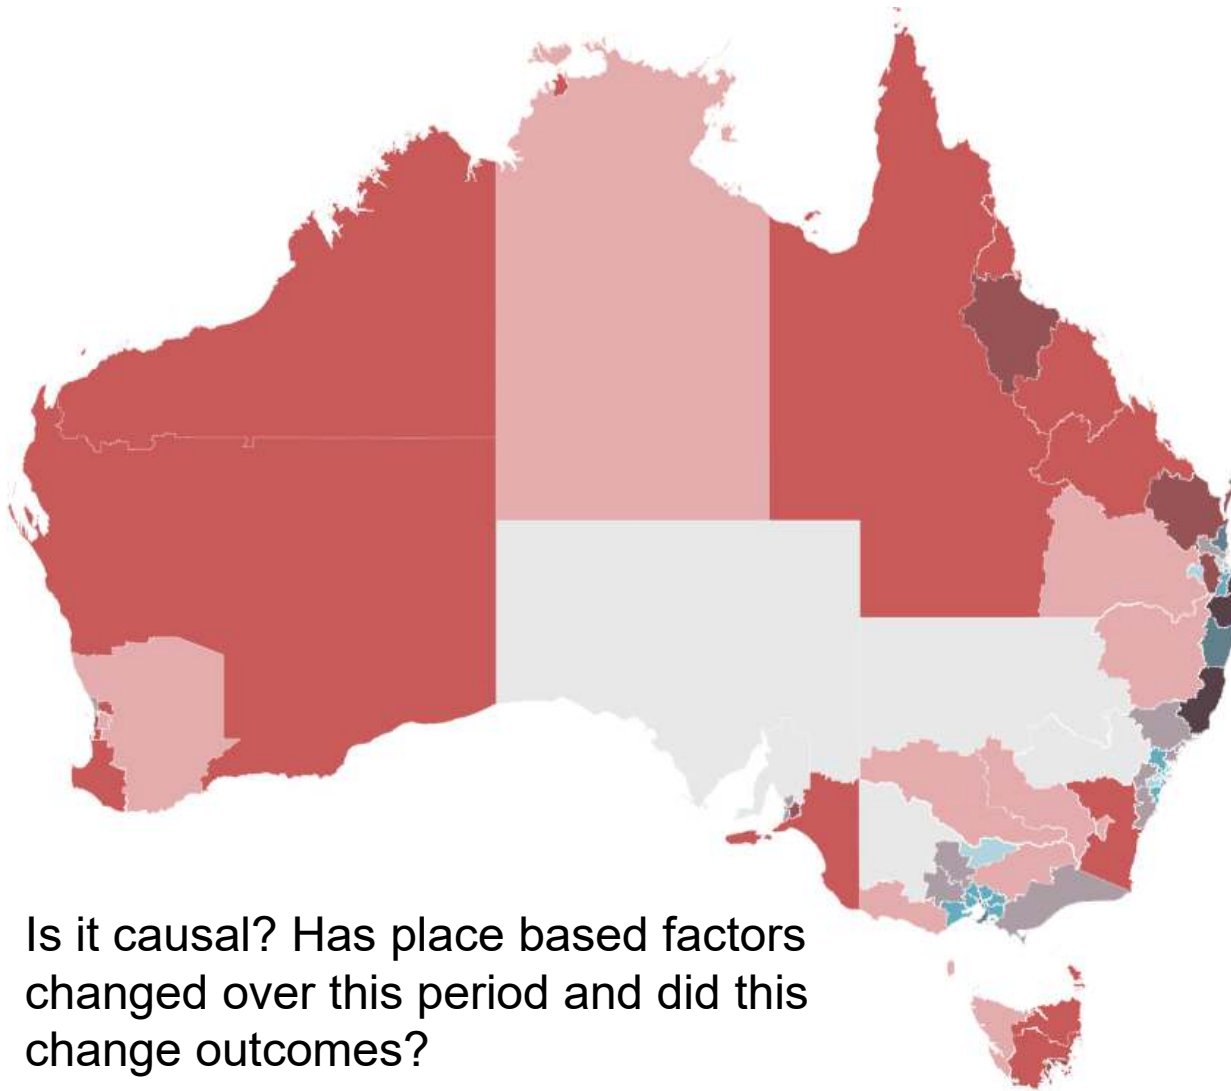 Is it causal? Has place based factors
changed over this period and did this
change outcomes?